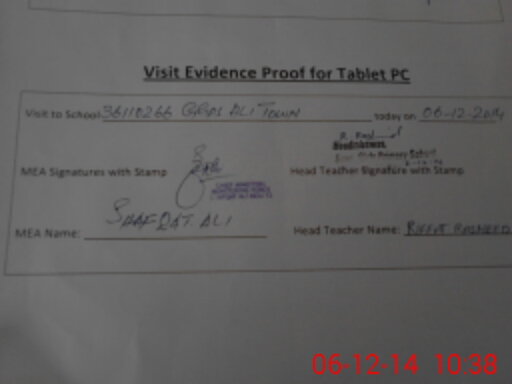 Visit Evidence Proof for Tablet PC
Visit to School 36110266 GPS ALI TOWN today on 06-12-2014
MEA Signatures with Stamp Head Teacher Signature with Stamp
MEA Name: SHAFQAT ALI Head Teacher Name: RIFFAT RASHEED
06-12-14 10:38